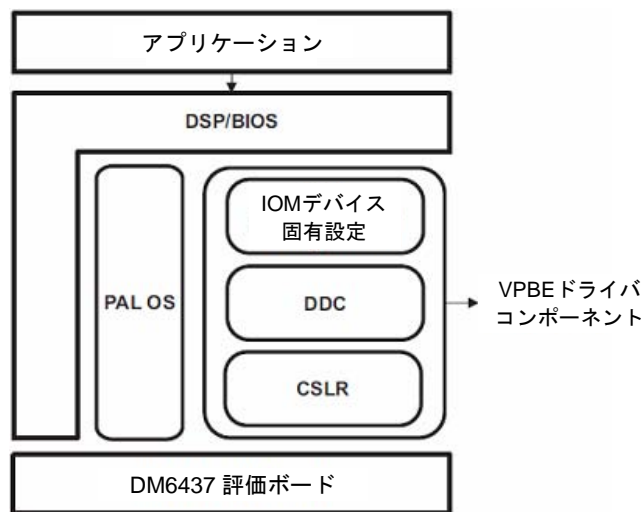 アプリケーション
DSP/BIOS
IOMデバイス
固有設定
PAL OS
DDC
CSLR
VPBEドライバ
コンポーネント
DM6437 評価ボード